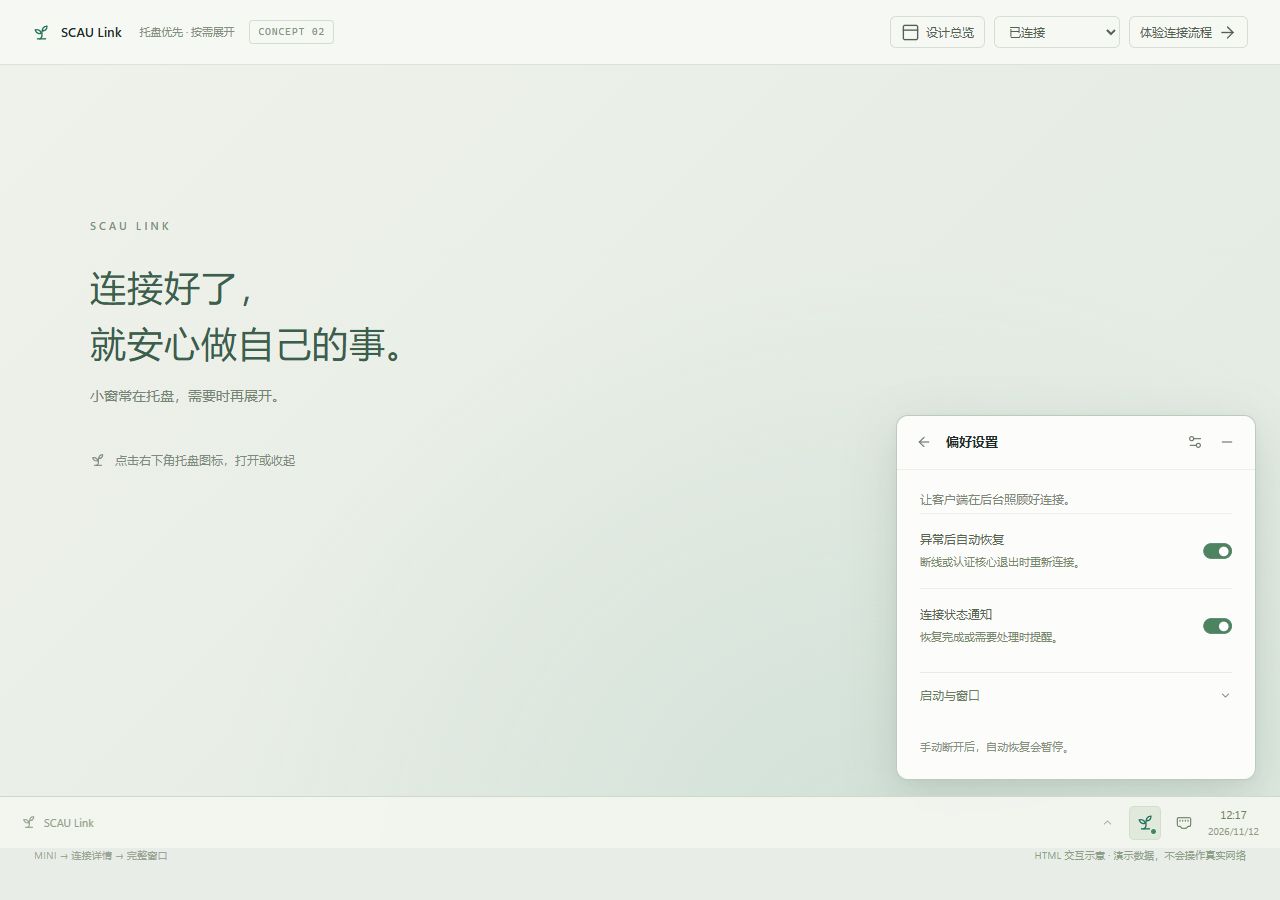 SCAU Link 托盘优先 · 按需展开 CONCEPT 02 设计总览 已连接 体验连接流程
SCAU LINK
连接好了，
就安心做自己的事。
小窗常在托盘，需要时再展开。
点击右下角托盘图标，打开或收起
偏好设置
让客户端在后台照顾好连接。
异常后自动恢复
断线或认证核心退出时重新连接。
连接状态通知
恢复完成或需要处理时提醒。
启动与窗口
手动断开后，自动恢复会暂停。
SCAU Link
12:17
2026/11/12
MINI → 连接详情 → 完整窗口
HTML 交互示意 · 演示数据，不会操作真实网络